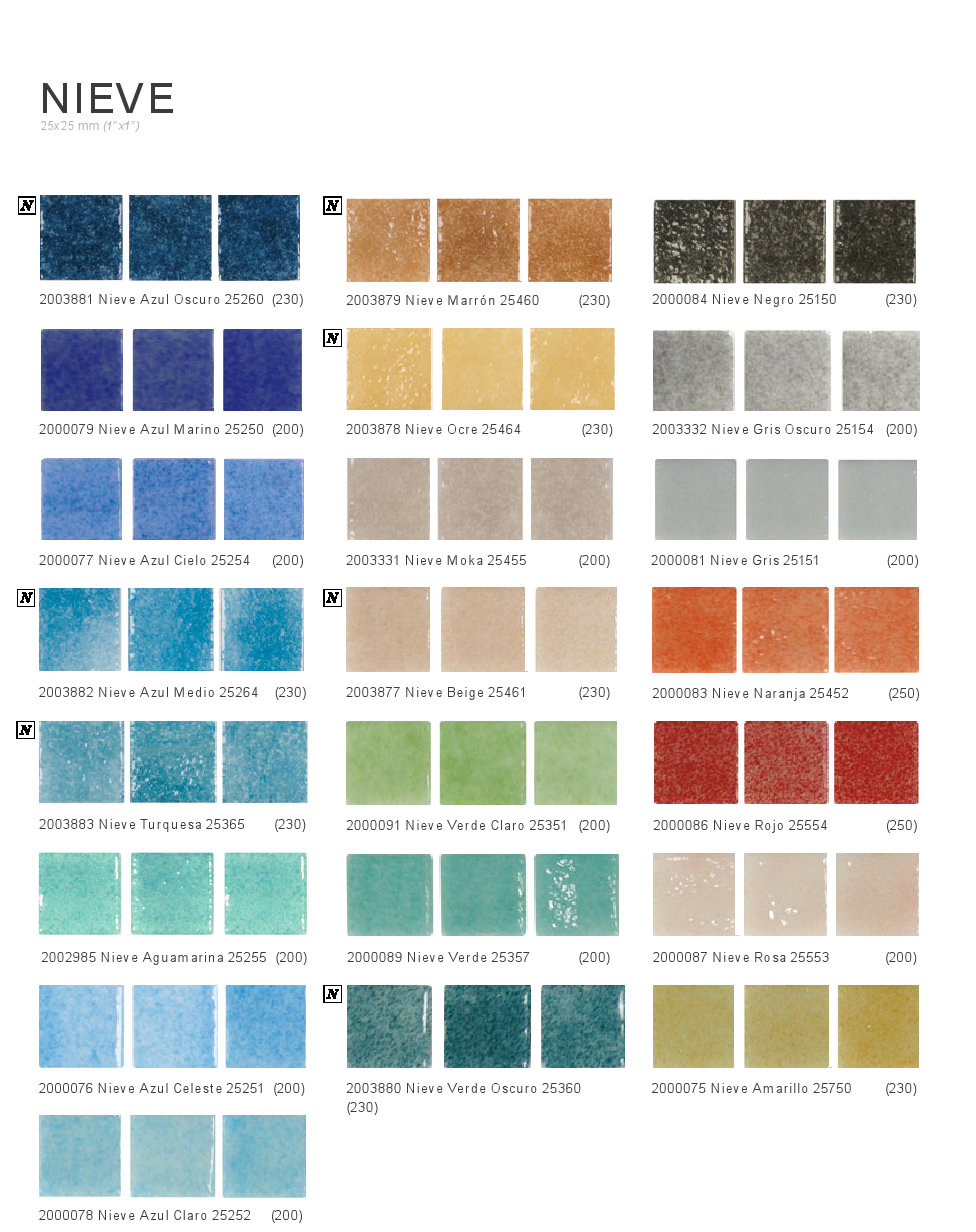 NIEVE
25x25 mm (1"x1")
N
2003881 Nieve Azul Oscuro 25260 (230)
2000079 Nieve Azul Marino 25250 (200)
2000077 Nieve Azul Cielo 25254 (200)
N
2003882 Nieve Azul Medio 25264 (230)
N
2003883 Nieve Turquesa 25365 (230)
2002985 Nieve Aguamarina 25255 (200)
2000076 Nieve Azul Celeste 25251 (200)
2000078 Nieve Azul Claro 25252 (200)
N
2003879 Nieve Marrón 25460 (230)
N
2003878 Nieve Ocre 25464 (230)
2003331 Nieve Moka 25455 (200)
N
2003877 Nieve Beige 25461 (230)
2000091 Nieve Verde Claro 25351 (200)
2000089 Nieve Verde 25357 (200)
N
2003880 Nieve Verde Oscuro 25360
(230)
2000084 Nieve Negro 25150 (230)
2003332 Nieve Gris Oscuro 25154 (200)
2000081 Nieve Gris 25151 (200)
2000083 Nieve Naranja 25452 (250)
2000086 Nieve Rojo 25554 (250)
2000087 Nieve Rosa 25553 (200)
2000075 Nieve Amarillo 25750 (230)